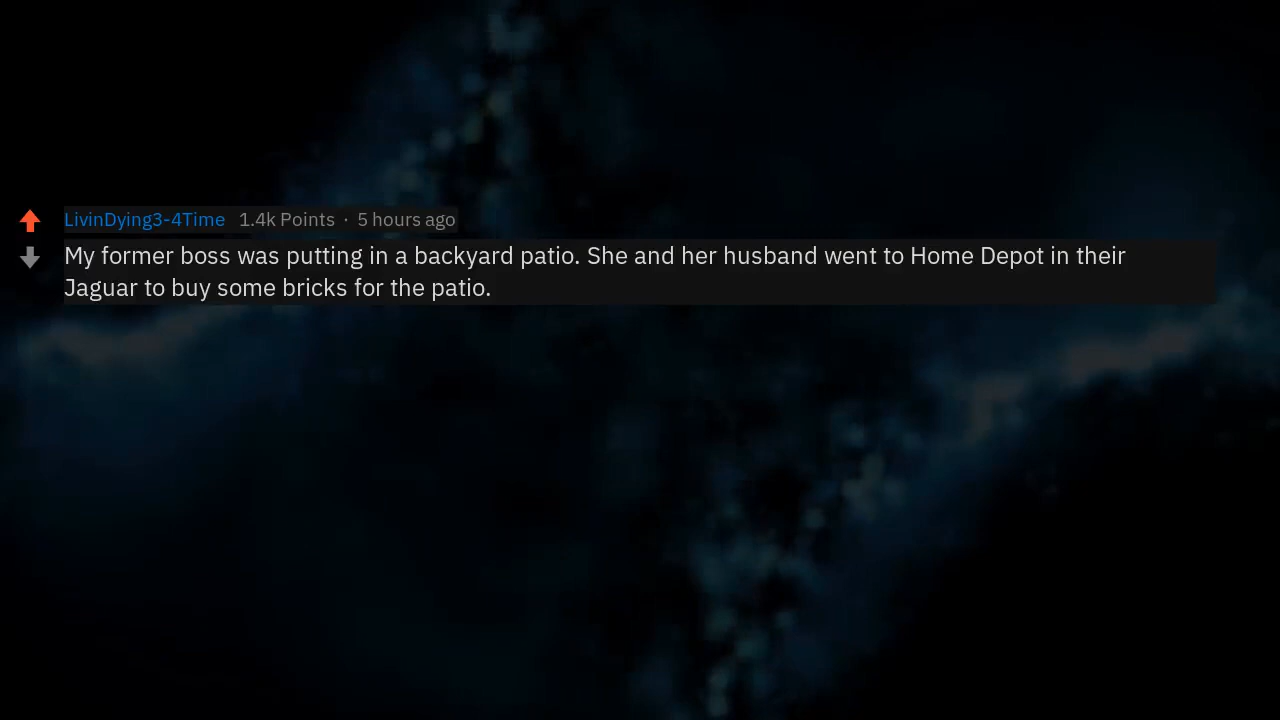 LivinDying3-4Time 1.4k Points · 5 hours ago
My former boss was putting in a backyard patio. She and her husband went to Home Depot in their
Jaguar to buy some bricks for the patio.